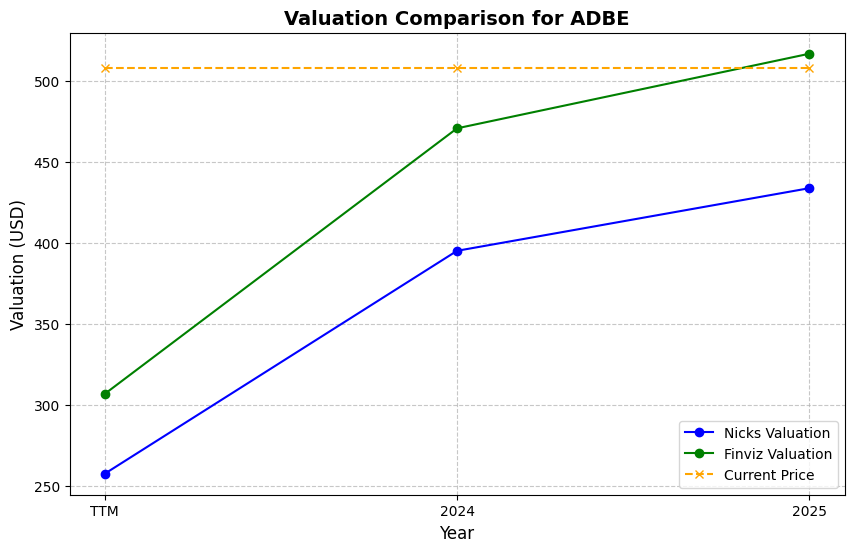 Valuation Comparison for ADBE
Valuation (USD)
500
450
400
350
300
250
TTM
2024
2025
Year
Nicks Valuation
Finviz Valuation
Current Price